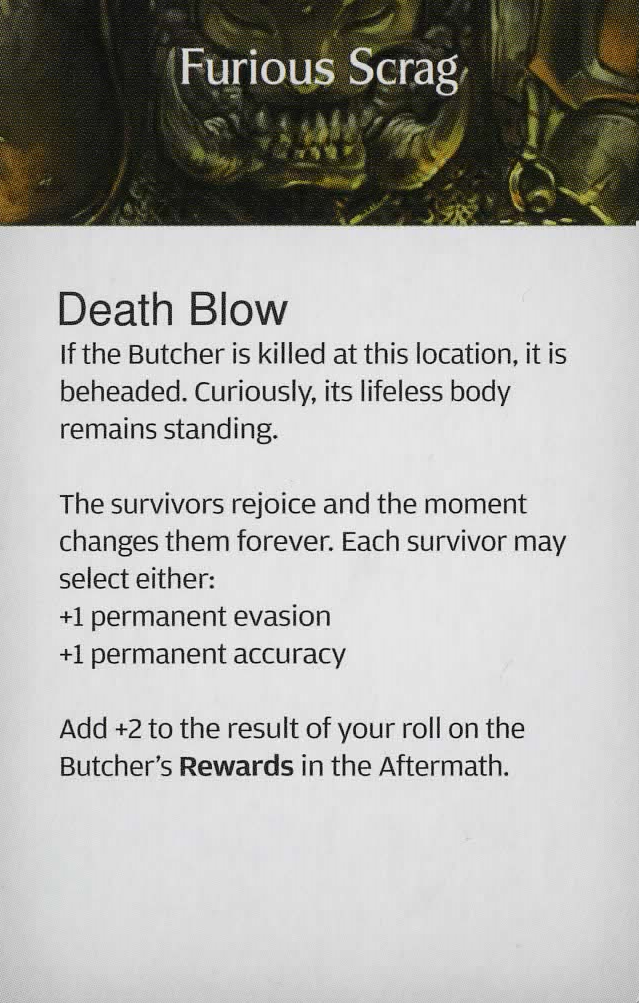 Furious Scrag
Death Blow
If the Butcher is killed at this location, it is
beheaded. Curiously, its lifeless body
remains standing.
The survivors rejoice and the moment
changes them forever. Each survivor may
select either:
+1 permanent evasion
+1 permanent accuracy
Add +2 to the result of your roll on the
Butcher’s Rewards in the Aftermath.